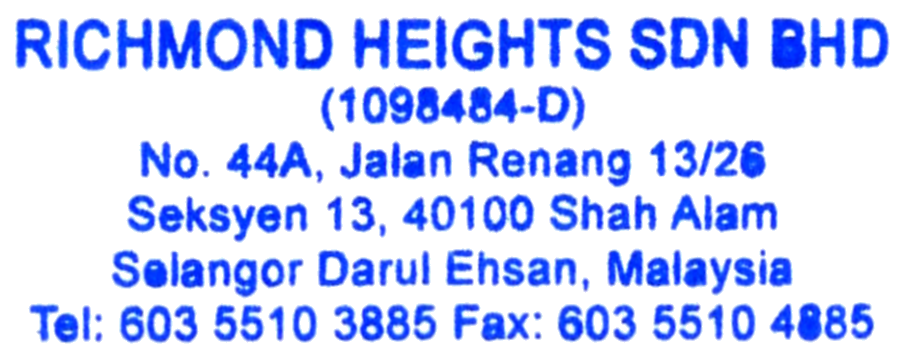 RICHMOND HEIGHTS SDN BHD
(1098484-D)
No. 44A, Jalan Renang 13/26
Seksyen 13, 40100 Shah Alam
Selangor Darul Ehsan, Malaysia
Tel: 603 5510 3885 Fax: 603 5510 4885